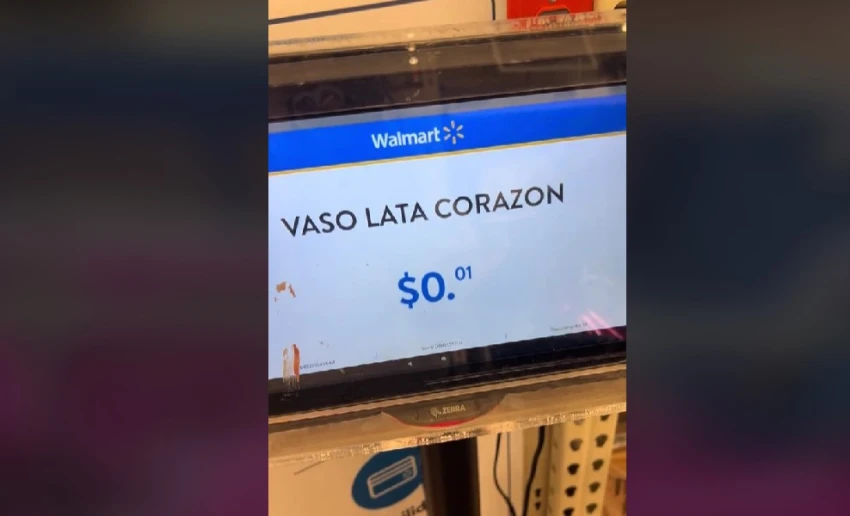 Walmart
VASO LATA CORAZON
$0.01
ZEBRA